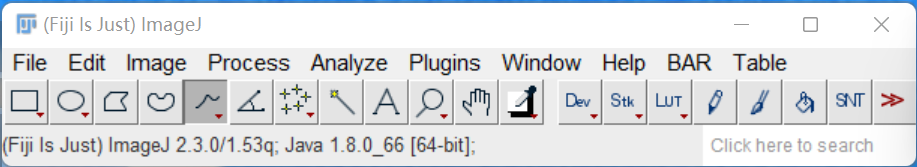 (Fiji Is Just) ImageJ
File Edit Image Process Analyze Plugins Window Help BAR Table
A Dev Stk LUT SNT >>
(Fiji Is Just) ImageJ 2.3.0/1.53q; Java 1.8.0_66 [64-bit]; Click here to search